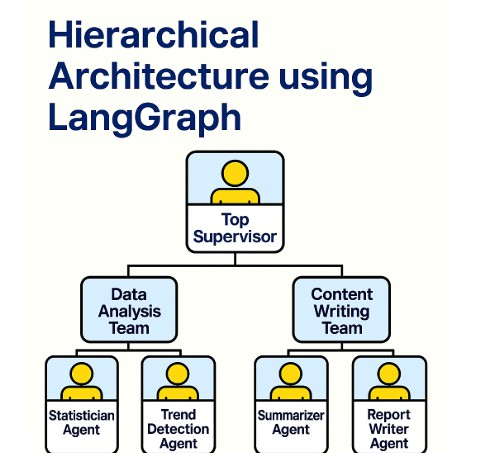 Hierarchical
Architecture using
LangGraph
Top
Supervisor
Data
Analysis
Team
Content
Writing
Team
Statistician
Agent
Trend
Detection
Agent
Summarizer
Agent
Report
Writer
Agent